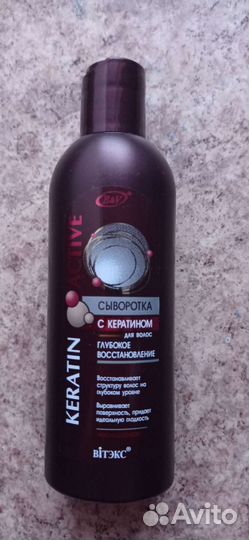 B&V
KERATIN ACTIVE
СЫВОРОТКА
С КЕРАТИНОМ
ДЛЯ ВОЛОС
ГЛУБОКОЕ
ВОССТАНОВЛЕНИЕ
Восстанавливает
структуру волос на
глубоком уровне
Выравнивает
поверхность, придает
идеальную гладкость
ВIТЭКС
Avito